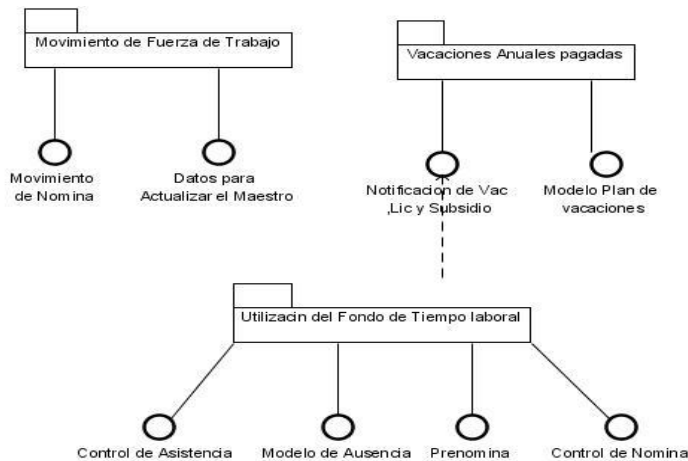 Movimiento de Fuerza de Trabajo
Vacaciones Anuales pagadas
Movimiento
de Nomina
Datos para
Actualizar el Maestro
Notificacion de Vac
,Lic y Subsidio
Modelo Plan de
vacaciones
Utilizacin del Fondo de Tiempo laboral
Control de Asistencia
Modelo de Ausencia
Prenomina
Control de Nomina